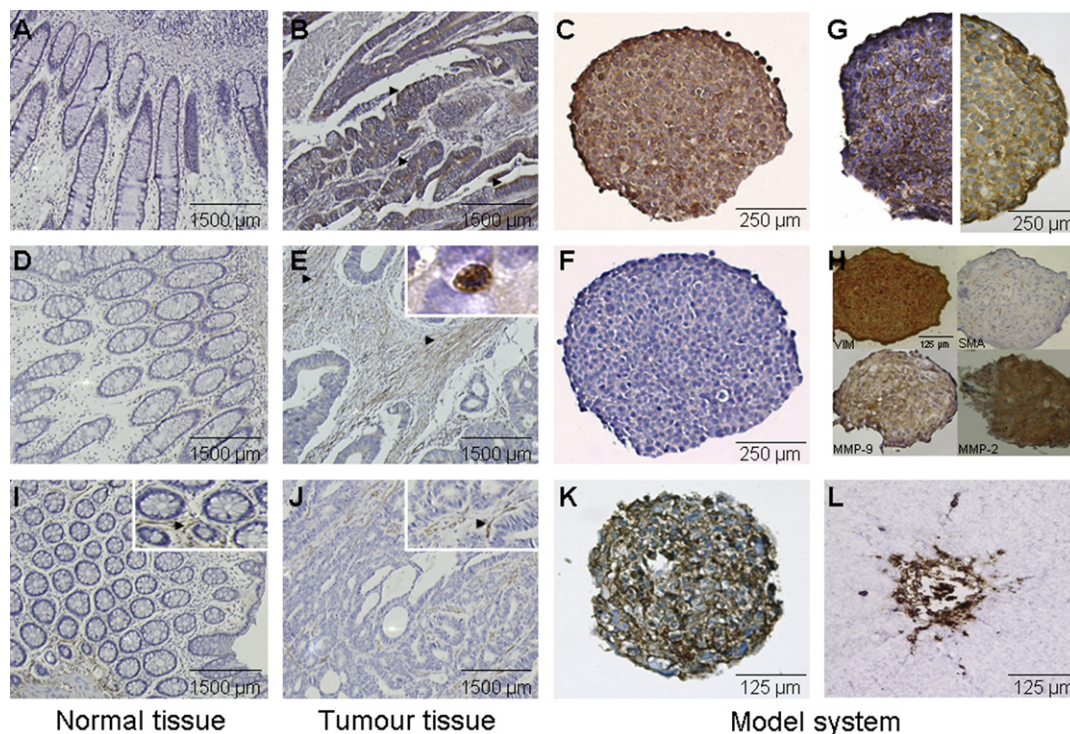 A
B
C
G
1500 µm
1500 µm
250 µm
250 µm
D
E
F
H
VIM
125 µm
SMA
MMP-9
MMP-2
1500 µm
1500 µm
250 µm
I
J
K
L
1500 µm
1500 µm
125 µm
125 µm
Normal tissue
Tumour tissue
Model system